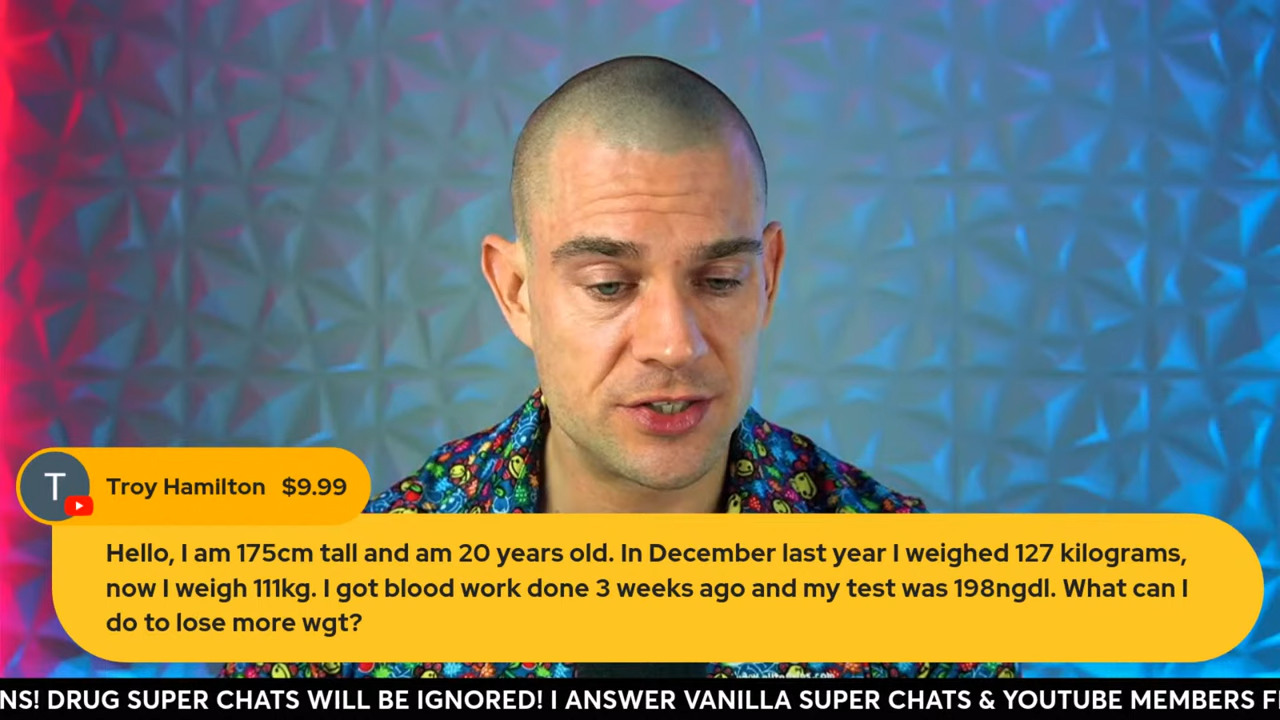 T
Troy Hamilton $9.99
Hello, I am 175cm tall and am 20 years old. In December last year I weighed 127 kilograms,
now I weigh 111kg. I got blood work done 3 weeks ago and my test was 198ngdl. What can I
do to lose more wgt?
NS! DRUG SUPER CHATS WILL BE IGNORED! I ANSWER VANILLA SUPER CHATS & YOUTUBE MEMBERS F